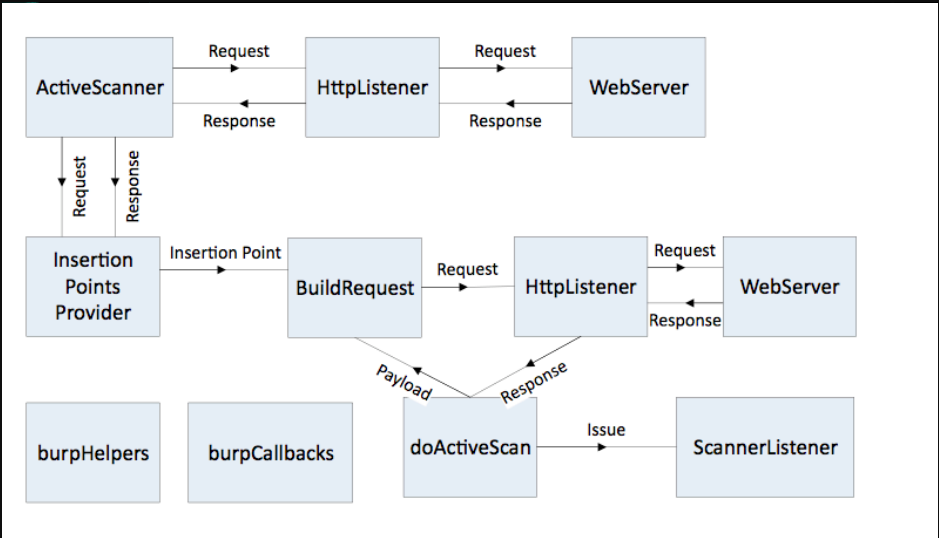 Request
Request
ActiveScanner
HttpListener
WebServer
Response
Response
Request
Response
Insertion
Points
Provider
Insertion Point
BuildRequest
Request
HttpListener
Request
Response
WebServer
Payload
Response
burpHelpers
burpCallbacks
doActiveScan
Issue
ScannerListener